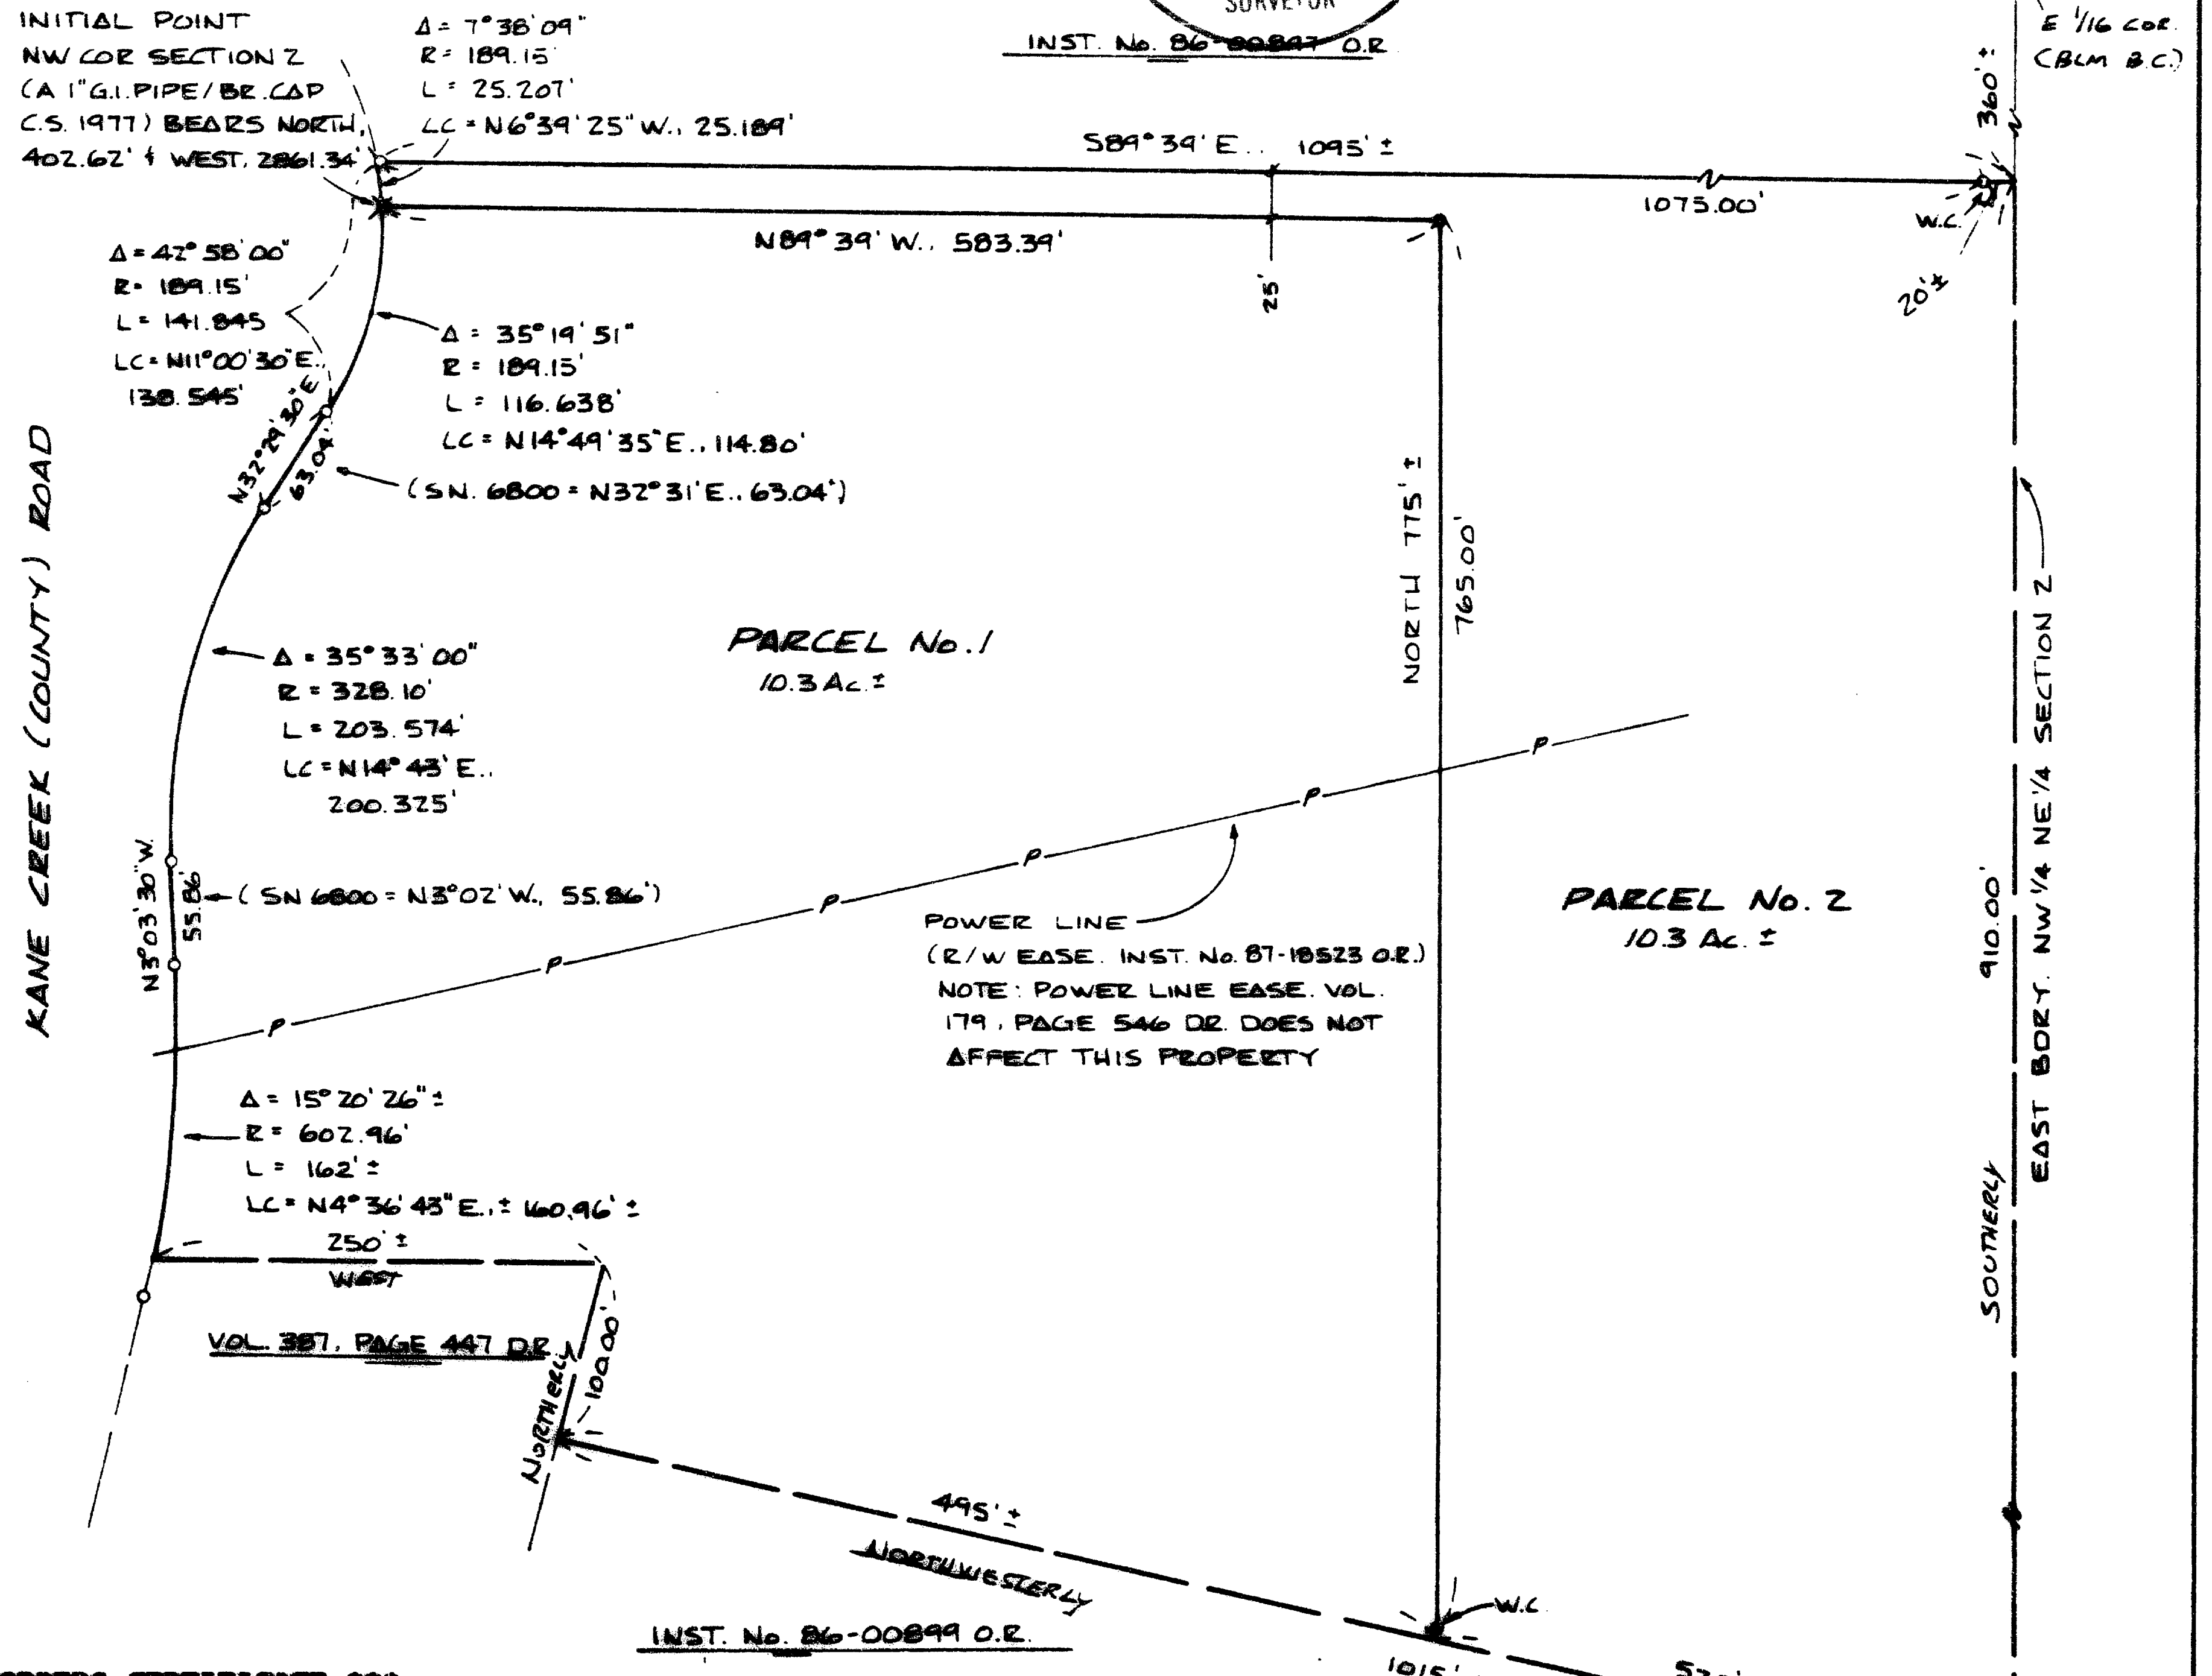 INITIAL POINT
NW COR SECTION 2
(A 1" G.I. PIPE/BR. CAP
C.S. 1977) BEARS NORTH,
402.62' & WEST, 2861.34'
Δ = 7° 38' 09"
R = 189.15'
L = 25.207'
LC = N6° 39' 25" W., 25.189'
SURVEYOR
INST. No. 86-00897 O.R.
E 1/16 COR.
(BLM B.C.)
360' ±
S89° 39' E.. 1095' ±
1075.00'
W.C.
20' ±
N89° 39' W., 583.39'
25'
Δ = 42° 58' 00"
R = 189.15'
L = 141.845
LC = N11° 00' 30" E.,
138.545'
Δ = 35° 19' 51"
R = 189.15'
L = 116.638'
LC = N14° 49' 35" E., 114.80'
N32° 29' 30" E
63.04'
(SN. 6800 = N32° 31' E., 63.04')
KANE CREEK (COUNTY) ROAD
NORTH 775' ±
765.00'
PARCEL No. 1
10.3 Ac. ±
Δ = 35° 33' 00"
R = 328.10'
L = 203.574'
LC = N14° 43' E.,
200.325'
P
P
P
P
P
P
N3° 03' 30" W.
55.86'
(SN 6800 = N3° 02' W., 55.86')
POWER LINE
(R/W EASE. INST. No. 87-18523 O.R.)
NOTE: POWER LINE EASE. VOL.
179, PAGE 546 DR. DOES NOT
AFFECT THIS PROPERTY
PARCEL No. 2
10.3 Ac. ±
SOUTHERLY 910.00'
EAST BDRY. NW 1/4 NE 1/4 SECTION 2
Δ = 15° 20' 26" ±
R = 602.96'
L = 162' ±
LC = N4° 36' 43" E., ± 160.96' ±
250' ±
WEST
VOL. 387, PAGE 447 D.R.
NORTHERLY
100.00'
495' ±
NORTHWESTERLY
W.C.
INST. No. 86-00899 O.R.
1015'